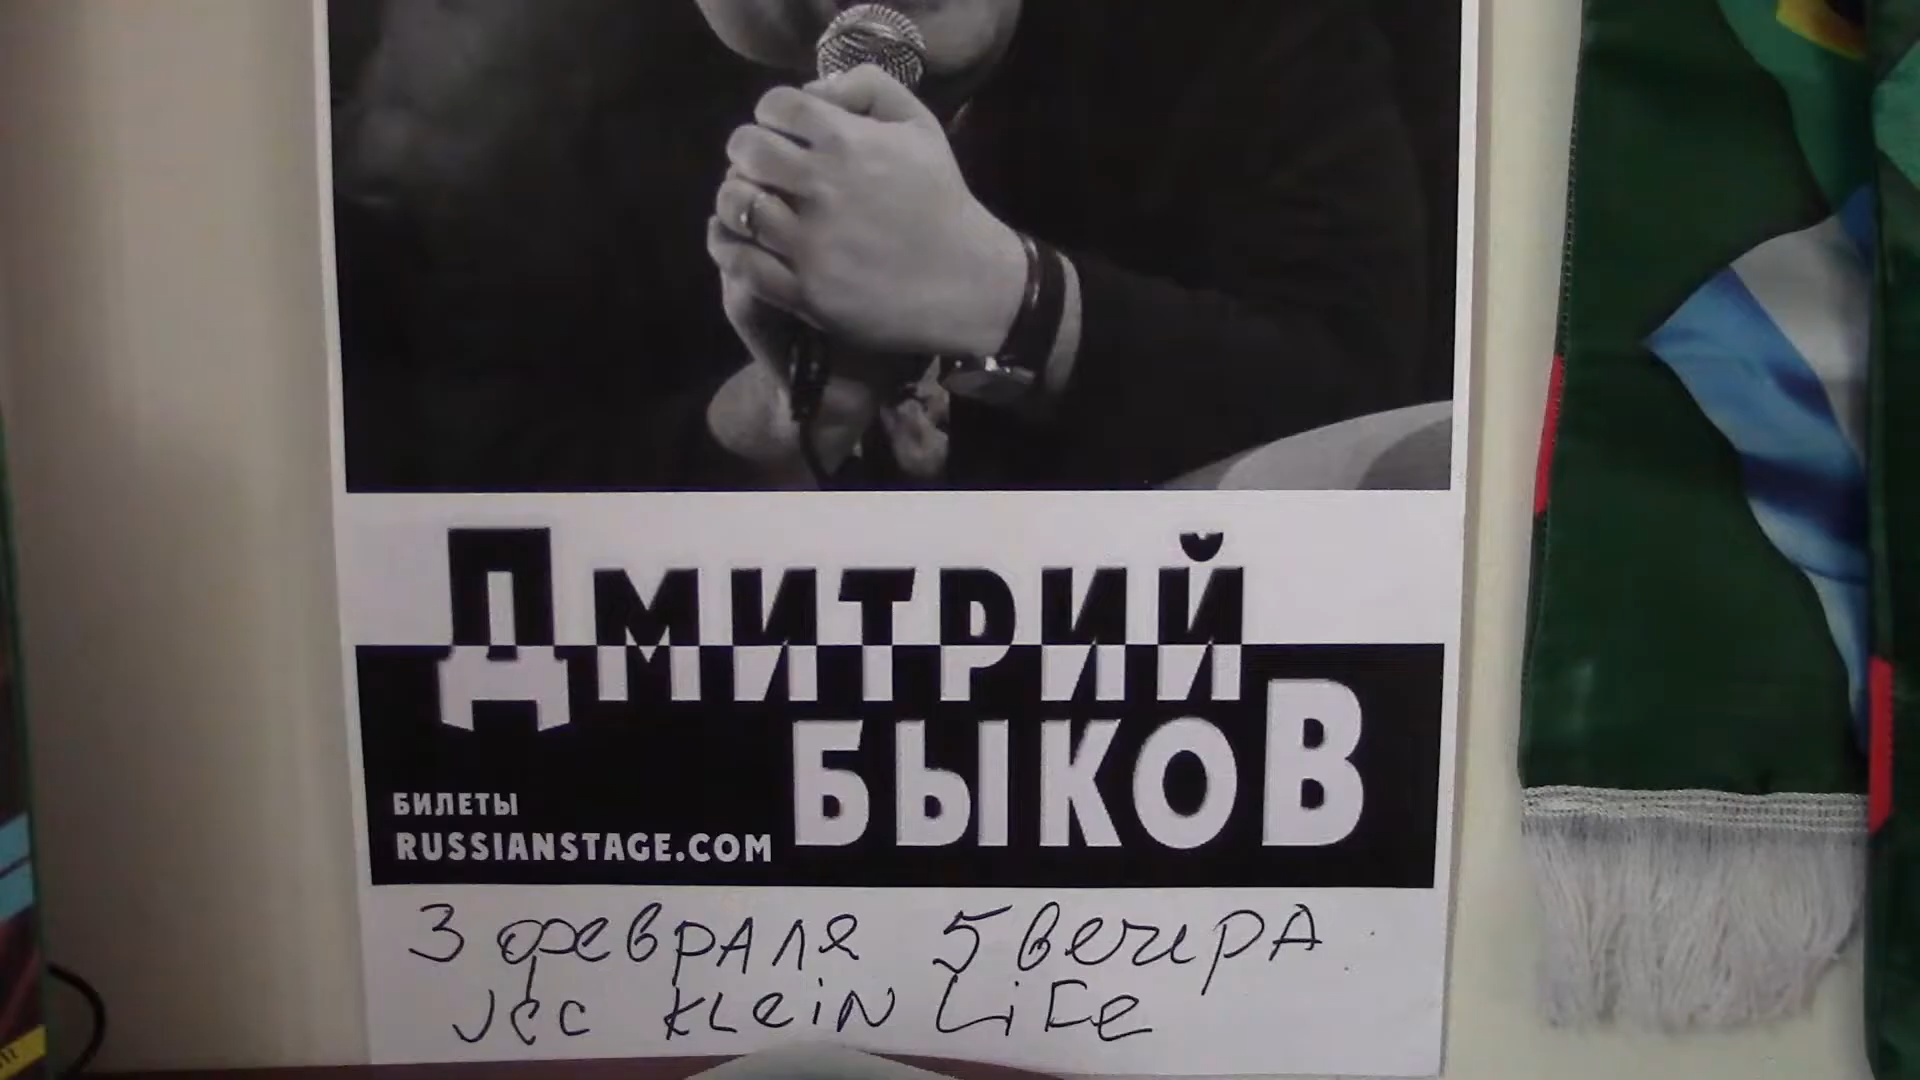 ДМИТРИЙ
БЫКОВ
БИЛЕТЫ
RUSSIANSTAGE.COM
3 февраля 5 вечера
JCC KLEIN LIFE